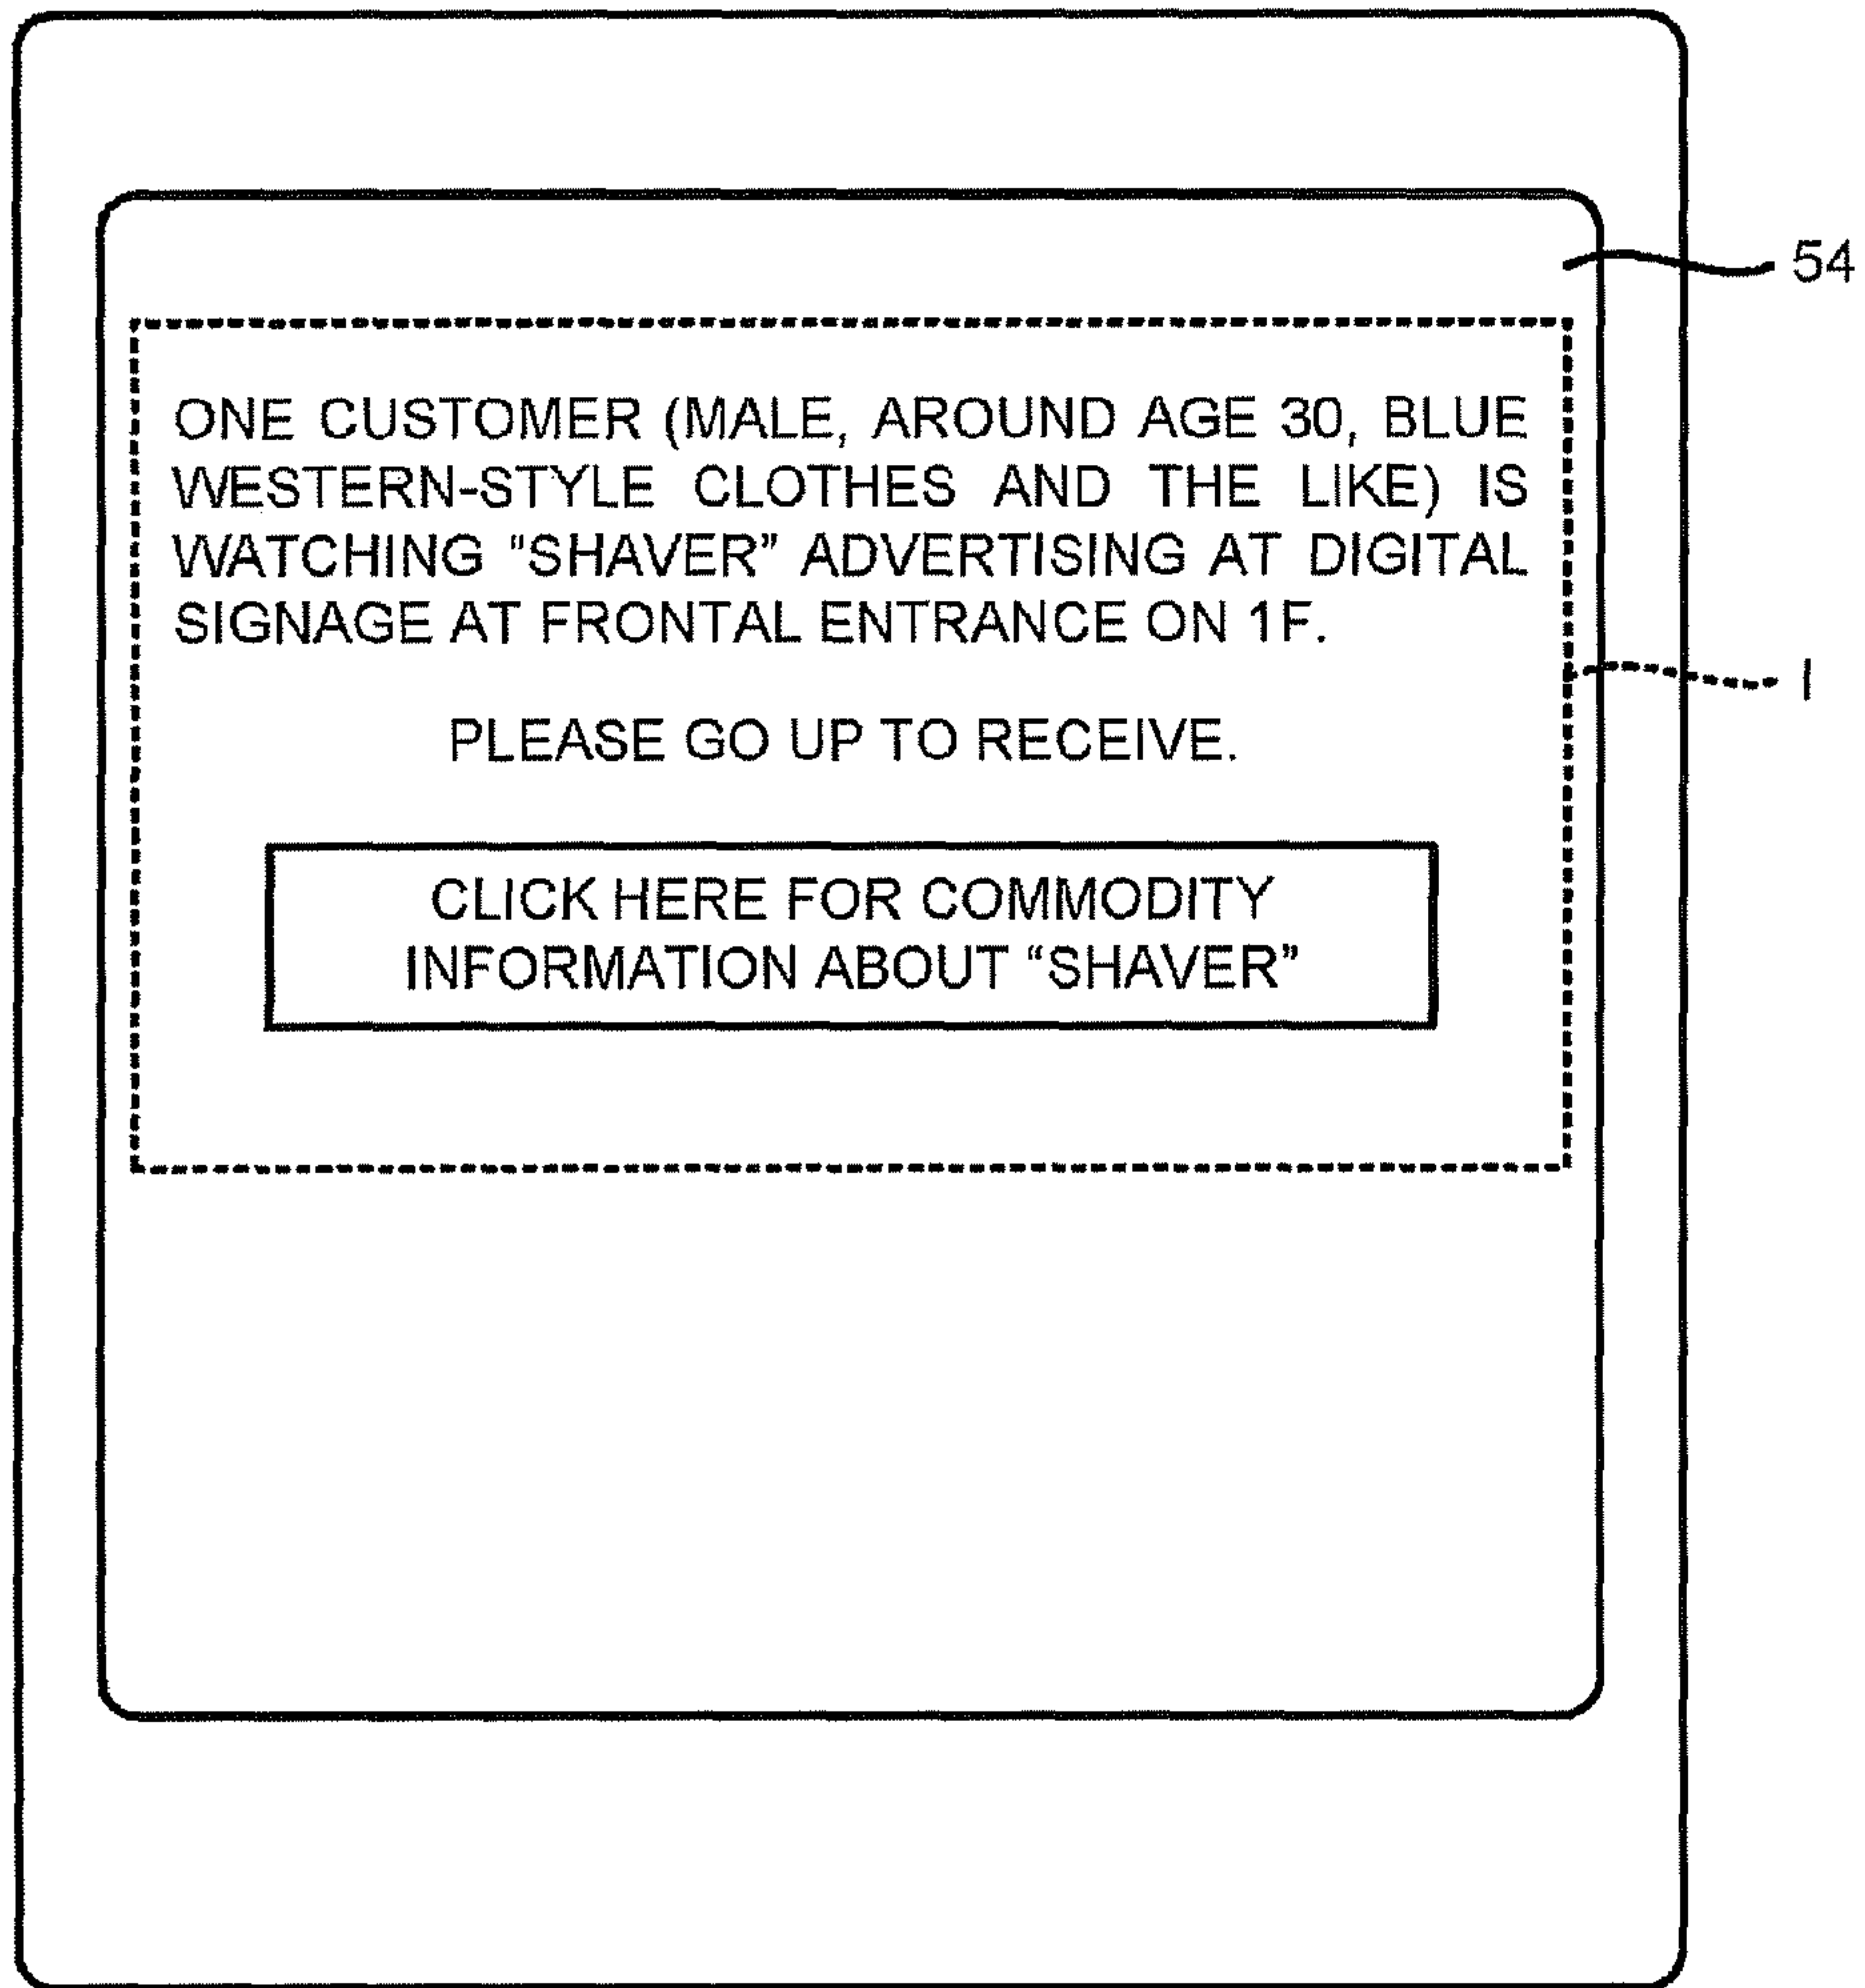 54
ONE CUSTOMER (MALE, AROUND AGE 30, BLUE
WESTERN-STYLE CLOTHES AND THE LIKE) IS
WATCHING “SHAVER” ADVERTISING AT DIGITAL
SIGNAGE AT FRONTAL ENTRANCE ON 1F.
I
PLEASE GO UP TO RECEIVE.
CLICK HERE FOR COMMODITY
INFORMATION ABOUT “SHAVER”